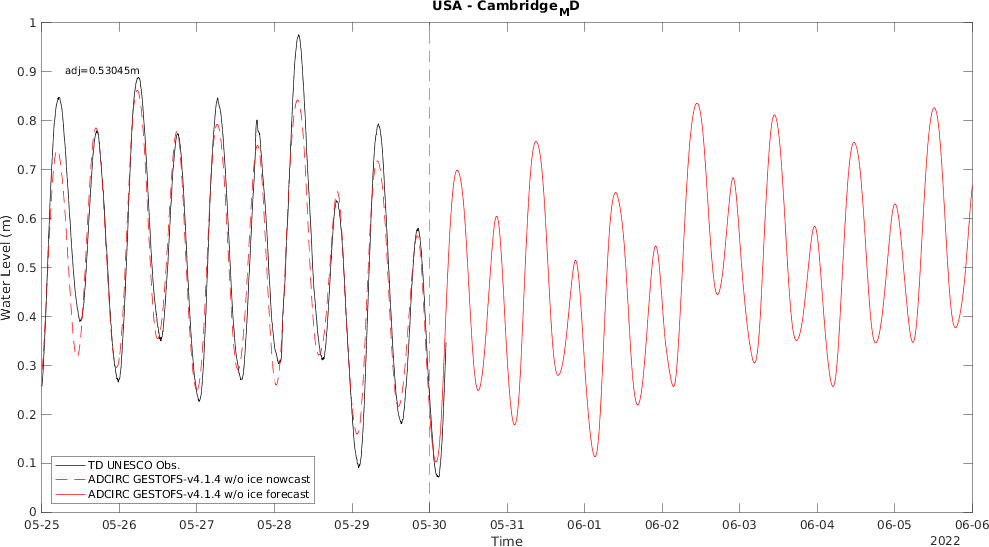 USA - Cambridge_MD
1
0.9
0.8
0.7
0.6
0.5
0.4
0.3
0.2
0.1
0
Water Level (m)
adj=0.53045m
TD UNESCO Obs.
ADCIRC GESTOFS-v4.1.4 w/o ice nowcast
ADCIRC GESTOFS-v4.1.4 w/o ice forecast
05-25 05-26 05-27 05-28 05-29 05-30 05-31 06-01 06-02 06-03 06-04 06-05 06-06
Time
2022